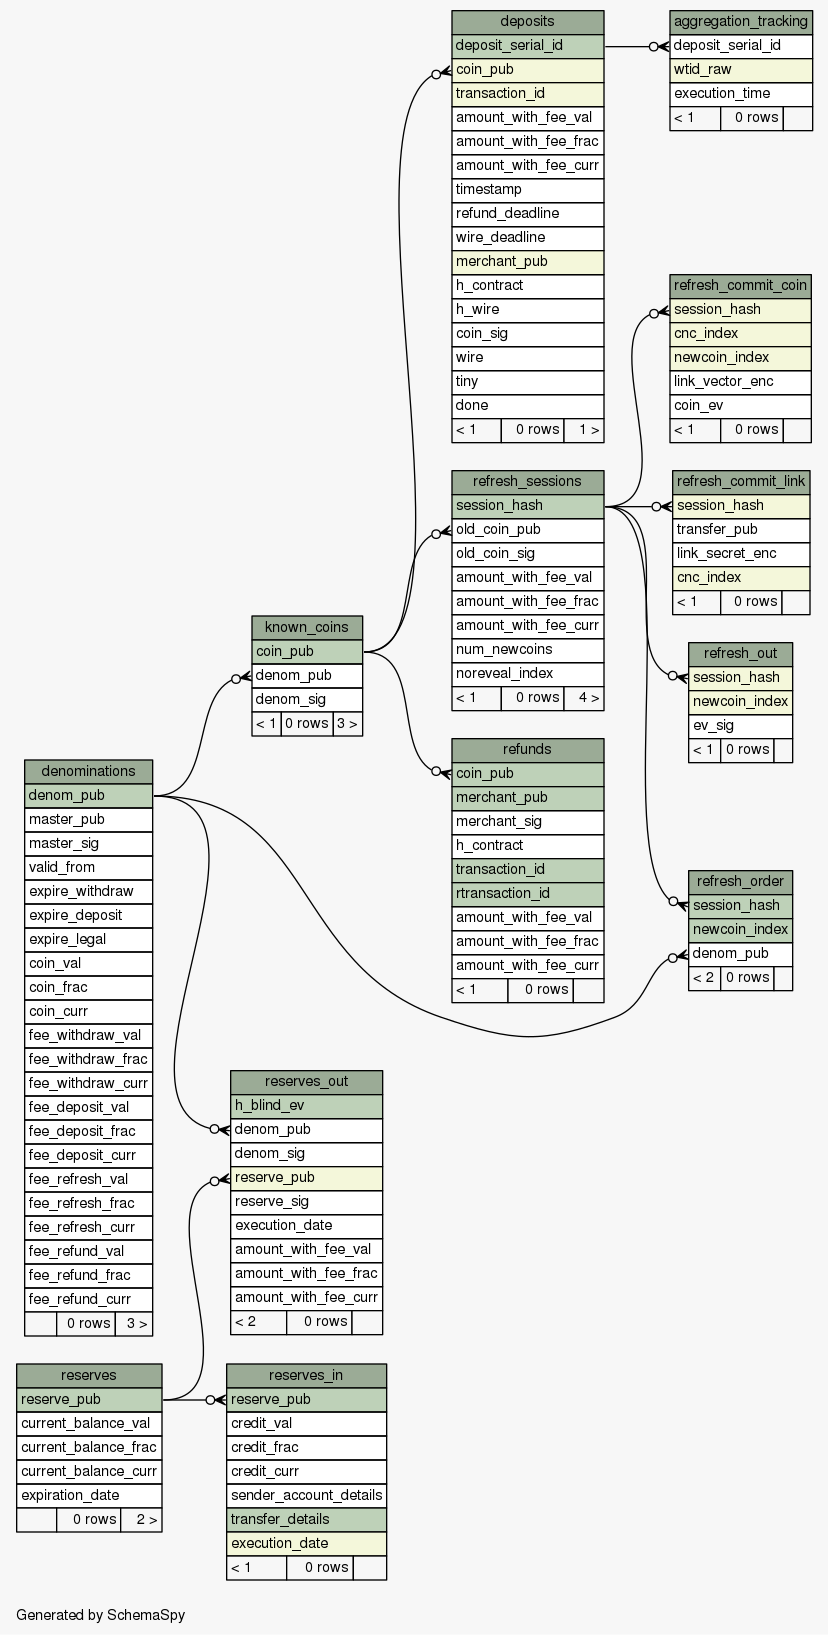 deposits
deposit_serial_id
coin_pub
transaction_id
amount_with_fee_val
amount_with_fee_frac
amount_with_fee_curr
timestamp
refund_deadline
wire_deadline
merchant_pub
h_contract
h_wire
coin_sig
wire
tiny
done
< 1 0 rows 1 >
aggregation_tracking
deposit_serial_id
wtid_raw
execution_time
< 1 0 rows
refresh_commit_coin
session_hash
cnc_index
newcoin_index
link_vector_enc
coin_ev
< 1 0 rows
refresh_sessions
session_hash
old_coin_pub
old_coin_sig
amount_with_fee_val
amount_with_fee_frac
amount_with_fee_curr
num_newcoins
noreveal_index
< 1 0 rows 4 >
refresh_commit_link
session_hash
transfer_pub
link_secret_enc
cnc_index
< 1 0 rows
known_coins
coin_pub
denom_pub
denom_sig
< 1 0 rows 3 >
refresh_out
session_hash
newcoin_index
ev_sig
< 1 0 rows
refunds
coin_pub
merchant_pub
merchant_sig
h_contract
transaction_id
rtransaction_id
amount_with_fee_val
amount_with_fee_frac
amount_with_fee_curr
< 1 0 rows
denominations
denom_pub
master_pub
master_sig
valid_from
expire_withdraw
expire_deposit
expire_legal
coin_val
coin_frac
coin_curr
fee_withdraw_val
fee_withdraw_frac
fee_withdraw_curr
fee_deposit_val
fee_deposit_frac
fee_deposit_curr
fee_refresh_val
fee_refresh_frac
fee_refresh_curr
fee_refund_val
fee_refund_frac
fee_refund_curr
0 rows 3 >
refresh_order
session_hash
newcoin_index
denom_pub
< 2 0 rows
reserves_out
h_blind_ev
denom_pub
denom_sig
reserve_pub
reserve_sig
execution_date
amount_with_fee_val
amount_with_fee_frac
amount_with_fee_curr
< 2 0 rows
reserves
reserve_pub
current_balance_val
current_balance_frac
current_balance_curr
expiration_date
0 rows 2 >
reserves_in
reserve_pub
credit_val
credit_frac
credit_curr
sender_account_details
transfer_details
execution_date
< 1 0 rows
Generated by SchemaSpy